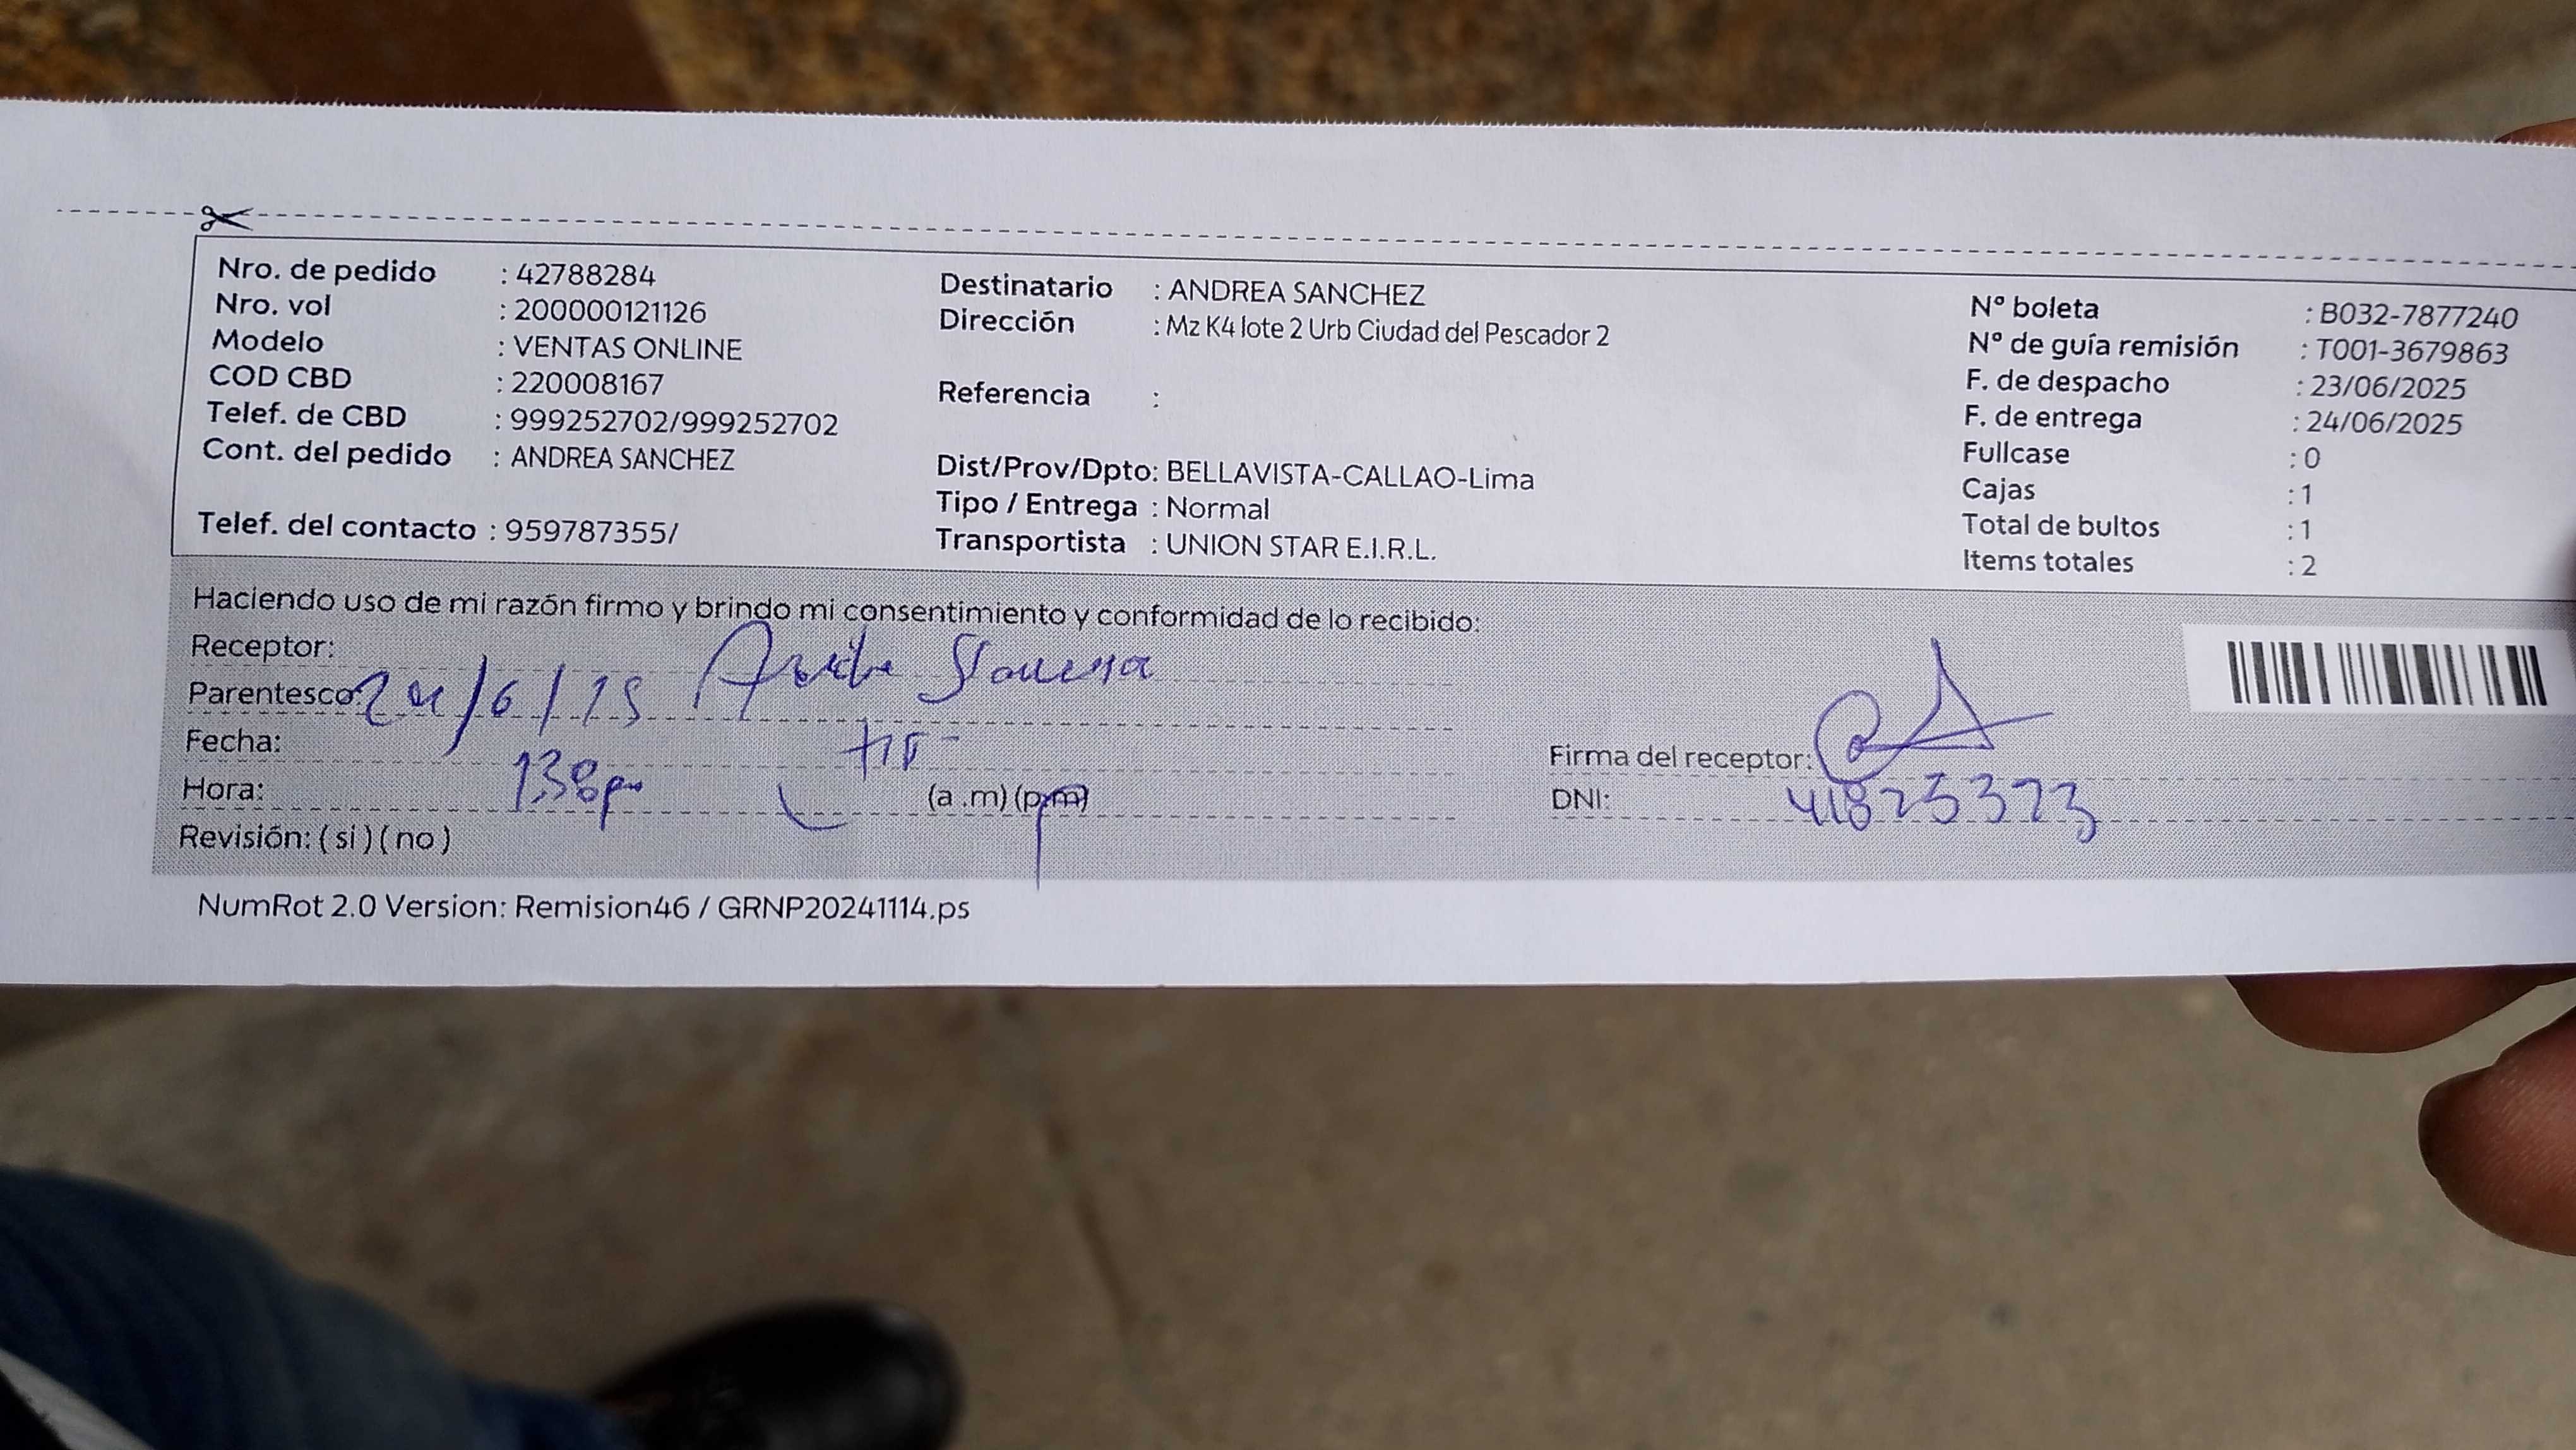 Nro. de pedido : 42788284
Nro. vol : 200000121126
Modelo : VENTAS ONLINE
COD CBD : 220008167
Telef. de CBD : 999252702/999252702
Cont. del pedido : ANDREA SANCHEZ
Telef. del contacto : 959787355/
Destinatario : ANDREA SANCHEZ
Dirección : Mz K4 lote 2 Urb Ciudad del Pescador 2
Referencia :
Dist/Prov/Dpto: BELLAVISTA-CALLAO-Lima
Tipo / Entrega : Normal
Transportista : UNION STAR E.I.R.L.
Nº boleta : B032-7877240
Nº de guía remisión : T001-3679863
F. de despacho : 23/06/2025
F. de entrega : 24/06/2025
Fullcase : 0
Cajas : 1
Total de bultos : 1
Items totales : 2
Haciendo uso de mi razón firmo y brindo mi consentimiento y conformidad de lo recibido:
Receptor:
Parentesco:
Fecha:
Hora: 1:38pm (a .m) (p.m)
Revisión: ( si ) ( no )
Firma del receptor:
DNI: 41825373
NumRot 2.0 Version: Remision46 / GRNP20241114.ps